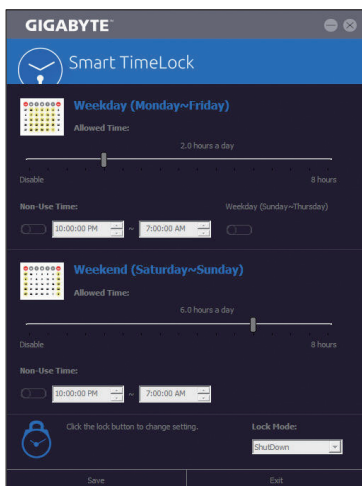 GIGABYTE™
Smart TimeLock
Weekday (Monday~Friday)
Allowed Time:
2.0 hours a day
Disable 8 hours
Non-Use Time: Weekday (Sunday~Thursday)
10:00:00 PM ~ 7:00:00 AM
Weekend (Saturday~Sunday)
Allowed Time:
6.0 hours a day
Disable 8 hours
Non-Use Time:
10:00:00 PM ~ 7:00:00 AM
Click the lock button to change setting. Lock Mode:
ShutDown
Save Exit